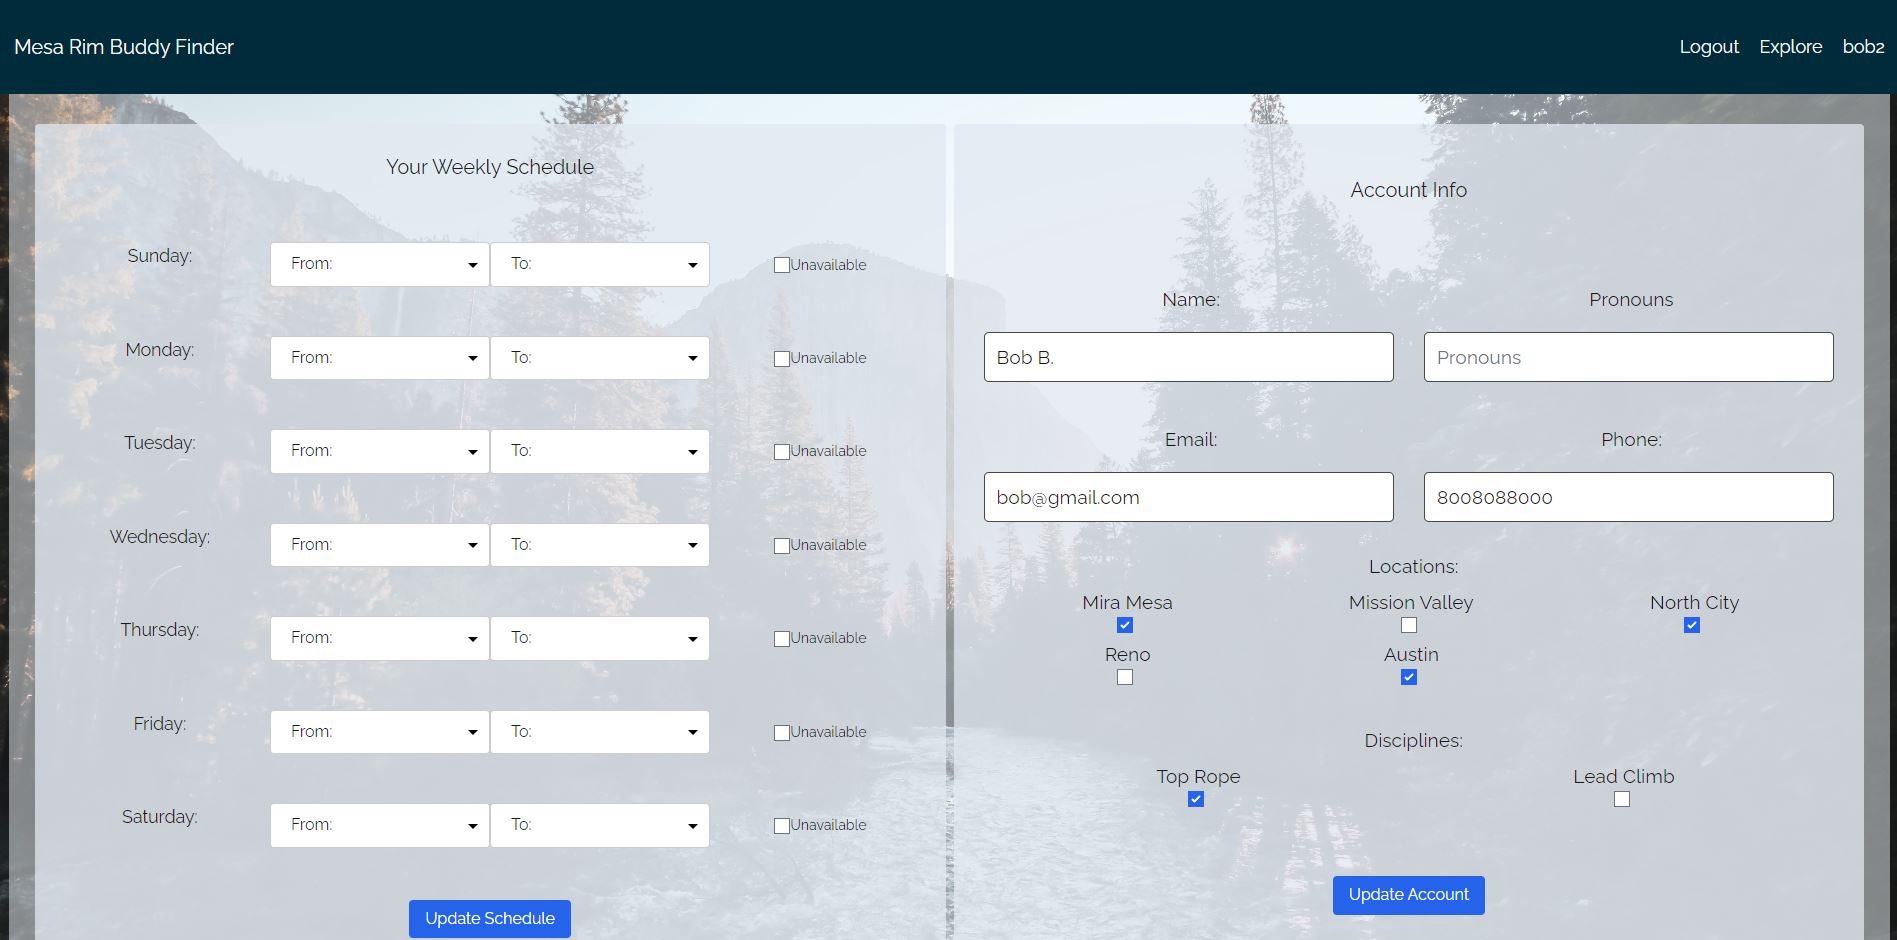 Mesa Rim Buddy Finder
Logout Explore bob2
Your Weekly Schedule
Sunday: From: To: Unavailable
Monday: From: To: Unavailable
Tuesday: From: To: Unavailable
Wednesday: From: To: Unavailable
Thursday: From: To: Unavailable
Friday: From: To: Unavailable
Saturday: From: To: Unavailable
Update Schedule
Account Info
Name: Pronouns
Bob B. Pronouns
Email: Phone:
bob@gmail.com 8008088000
Locations:
Mira Mesa Mission Valley North City
Reno Austin
Disciplines:
Top Rope Lead Climb
Update Account